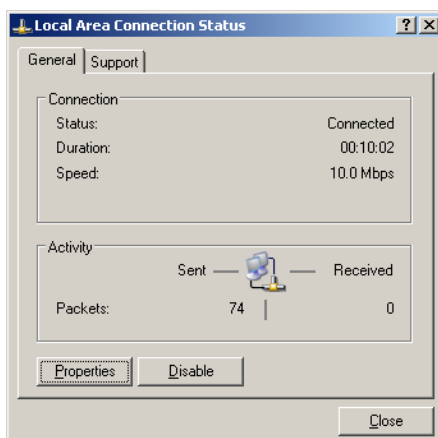 Local Area Connection Status
General Support
Connection
Status: Connected
Duration: 00:10:02
Speed: 10.0 Mbps
Activity
Sent Received
Packets: 74 0
Properties Disable
Close